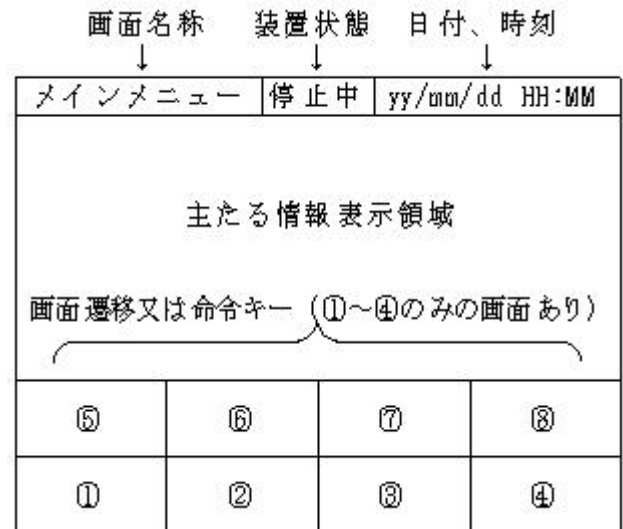 画面名称 装置状態 日付、時刻
↓ ↓ ↓
メインメニュー 停止中 yy/mm/dd HH:MM
主たる情報表示領域
画面遷移又は命令キー（①～④のみの画面あり）
⑤ ⑥ ⑦ ⑧
① ② ③ ④